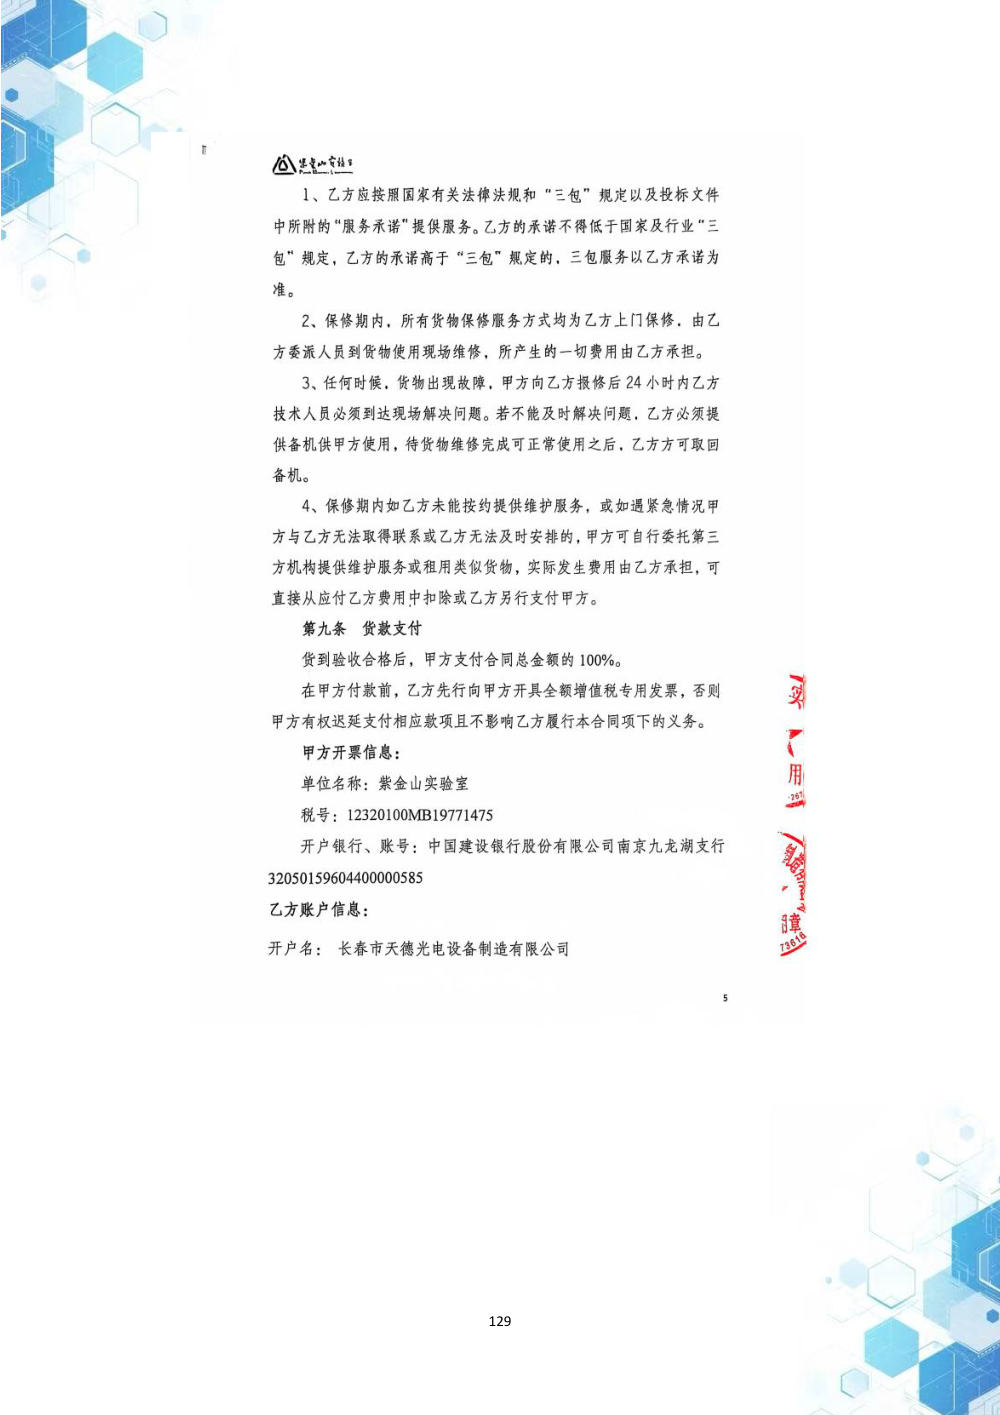 1、乙方应按照国家有关法律法规和“三包”规定以及投标文件
中所附的“服务承诺”提供服务。乙方的承诺不得低于国家及行业“三
包”规定，乙方的承诺高于“三包”规定的，三包服务以乙方承诺为
准。
2、保修期内，所有货物保修服务方式均为乙方上门保修，由乙
方委派人员到货物使用现场维修，所产生的一切费用由乙方承担。
3、任何时候，货物出现故障，甲方向乙方报修后 24 小时内乙方
技术人员必须到达现场解决问题。若不能及时解决问题，乙方必须提
供备机供甲方使用，待货物维修完成可正常使用之后，乙方方可取回
备机。
4、保修期内如乙方未能按约提供维护服务，或如遇紧急情况甲
方与乙方无法取得联系或乙方无法及时安排的，甲方可自行委托第三
方机构提供维护服务或租用类似货物，实际发生费用由乙方承担，可
直接从应付乙方费用中扣除或乙方另行支付甲方。
第九条 货款支付
货到验收合格后，甲方支付合同总金额的 100%。
在甲方付款前，乙方先行向甲方开具全额增值税专用发票，否则
甲方有权迟延支付相应款项且不影响乙方履行本合同项下的义务。
甲方开票信息：
单位名称：紫金山实验室
税号：12320100MB19771475
开户银行、账号：中国建设银行股份有限公司南京九龙湖支行
32050159604400000585
乙方账户信息：
开户名： 长春市天德光电设备制造有限公司
用
章
73616
5
129